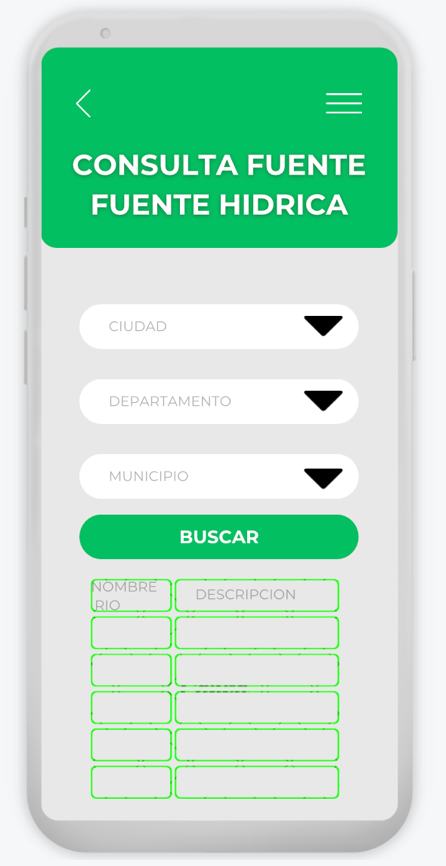 CONSULTA FUENTE
FUENTE HIDRICA
CIUDAD
DEPARTAMENTO
MUNICIPIO
BUSCAR
NOMBRE
RIO
DESCRIPCION